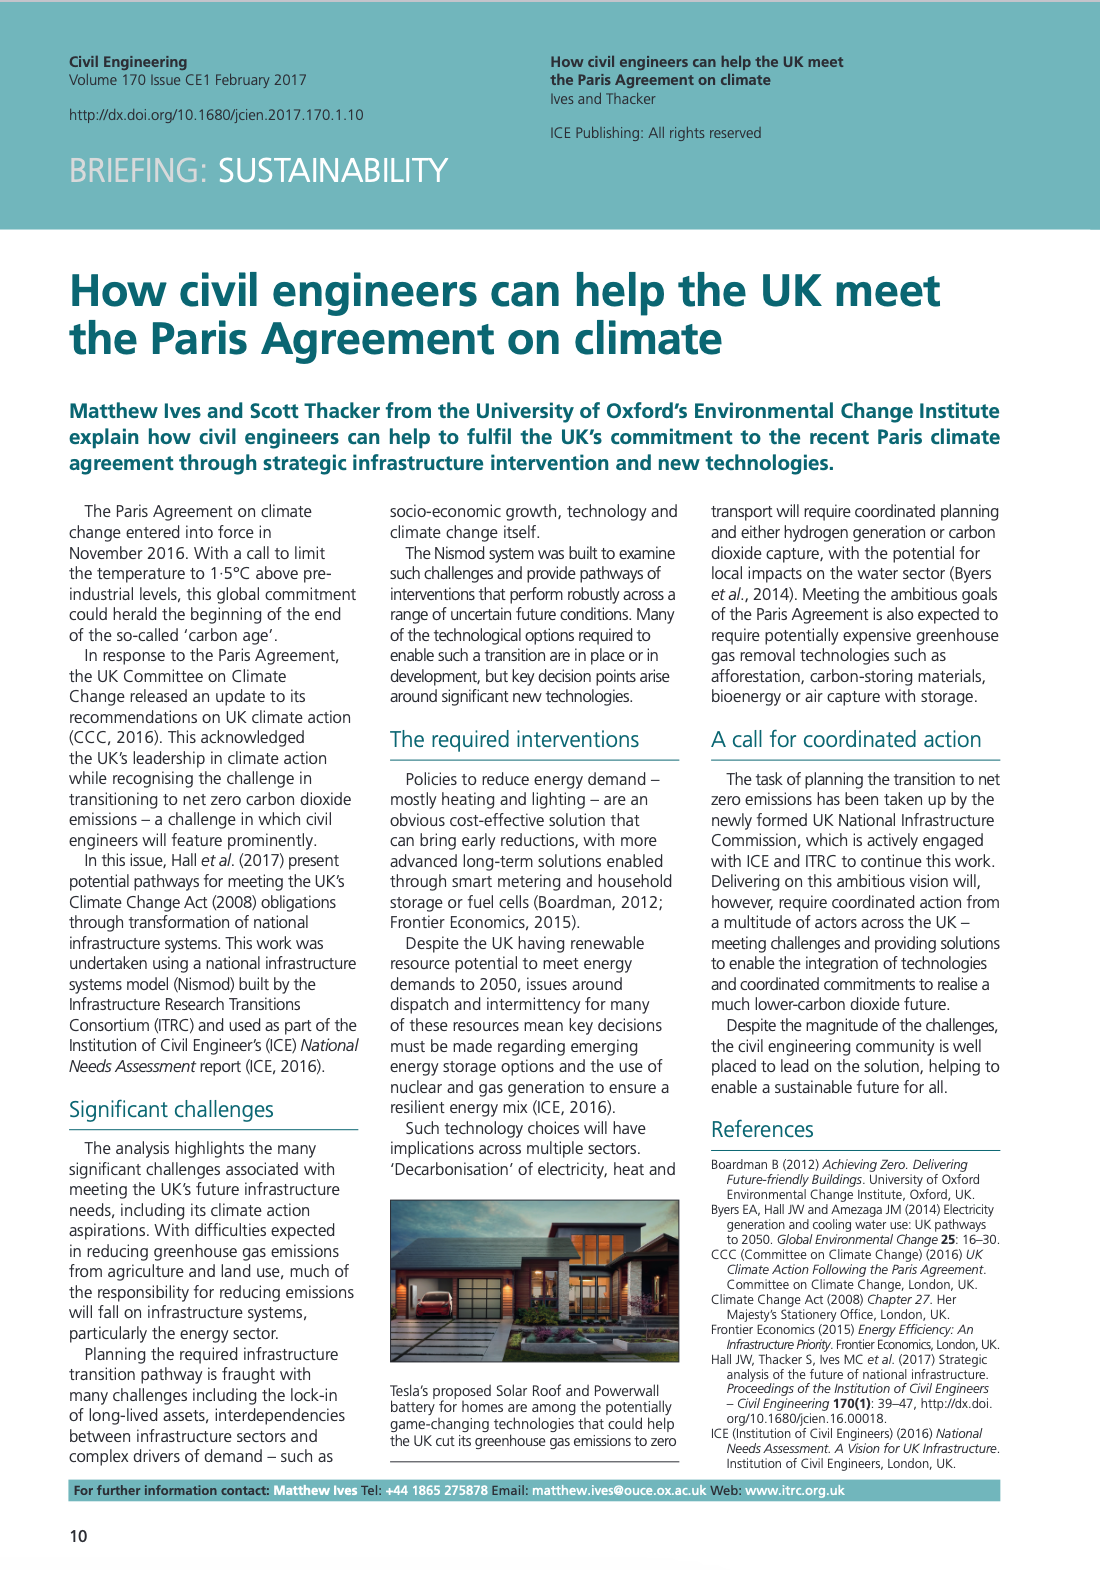 Civil Engineering
Volume 170 Issue CE1 February 2017
http://dx.doi.org/10.1680/jcien.2017.170.1.10
How civil engineers can help the UK meet
the Paris Agreement on climate
Ives and Thacker
ICE Publishing: All rights reserved
BRIEFING: SUSTAINABILITY
How civil engineers can help the UK meet
the Paris Agreement on climate
Matthew Ives and Scott Thacker from the University of Oxford’s Environmental Change Institute
explain how civil engineers can help to fulfil the UK’s commitment to the recent Paris climate
agreement through strategic infrastructure intervention and new technologies.
The Paris Agreement on climate
change entered into force in
November 2016. With a call to limit
the temperature to 1·5°C above pre-
industrial levels, this global commitment
could herald the beginning of the end
of the so-called ‘carbon age’.
In response to the Paris Agreement,
the UK Committee on Climate
Change released an update to its
recommendations on UK climate action
(CCC, 2016). This acknowledged
the UK’s leadership in climate action
while recognising the challenge in
transitioning to net zero carbon dioxide
emissions – a challenge in which civil
engineers will feature prominently.
In this issue, Hall et al. (2017) present
potential pathways for meeting the UK’s
Climate Change Act (2008) obligations
through transformation of national
infrastructure systems. This work was
undertaken using a national infrastructure
systems model (Nismod) built by the
Infrastructure Research Transitions
Consortium (ITRC) and used as part of the
Institution of Civil Engineer’s (ICE) National
Needs Assessment report (ICE, 2016).
Significant challenges
The analysis highlights the many
significant challenges associated with
meeting the UK’s future infrastructure
needs, including its climate action
aspirations. With difficulties expected
in reducing greenhouse gas emissions
from agriculture and land use, much of
the responsibility for reducing emissions
will fall on infrastructure systems,
particularly the energy sector.
Planning the required infrastructure
transition pathway is fraught with
many challenges including the lock-in
of long-lived assets, interdependencies
between infrastructure sectors and
complex drivers of demand – such as
socio-economic growth, technology and
climate change itself.
The Nismod system was built to examine
such challenges and provide pathways of
interventions that perform robustly across a
range of uncertain future conditions. Many
of the technological options required to
enable such a transition are in place or in
development, but key decision points arise
around significant new technologies.
The required interventions
Policies to reduce energy demand –
mostly heating and lighting – are an
obvious cost-effective solution that
can bring early reductions, with more
advanced long-term solutions enabled
through smart metering and household
storage or fuel cells (Boardman, 2012;
Frontier Economics, 2015).
Despite the UK having renewable
resource potential to meet energy
demands to 2050, issues around
dispatch and intermittency for many
of these resources mean key decisions
must be made regarding emerging
energy storage options and the use of
nuclear and gas generation to ensure a
resilient energy mix (ICE, 2016).
Such technology choices will have
implications across multiple sectors.
‘Decarbonisation’ of electricity, heat and
Tesla’s proposed Solar Roof and Powerwall
battery for homes are among the potentially
game-changing technologies that could help
the UK cut its greenhouse gas emissions to zero
transport will require coordinated planning
and either hydrogen generation or carbon
dioxide capture, with the potential for
local impacts on the water sector (Byers
et al., 2014). Meeting the ambitious goals
of the Paris Agreement is also expected to
require potentially expensive greenhouse
gas removal technologies such as
afforestation, carbon-storing materials,
bioenergy or air capture with storage.
A call for coordinated action
The task of planning the transition to net
zero emissions has been taken up by the
newly formed UK National Infrastructure
Commission, which is actively engaged
with ICE and ITRC to continue this work.
Delivering on this ambitious vision will,
however, require coordinated action from
a multitude of actors across the UK –
meeting challenges and providing solutions
to enable the integration of technologies
and coordinated commitments to realise a
much lower-carbon dioxide future.
Despite the magnitude of the challenges,
the civil engineering community is well
placed to lead on the solution, helping to
enable a sustainable future for all.
References
Boardman B (2012) Achieving Zero. Delivering
Future-friendly Buildings. University of Oxford
Environmental Change Institute, Oxford, UK.
Byers EA, Hall JW and Amezaga JM (2014) Electricity
generation and cooling water use: UK pathways
to 2050. Global Environmental Change 25: 16–30.
CCC (Committee on Climate Change) (2016) UK
Climate Action Following the Paris Agreement.
Committee on Climate Change, London, UK.
Climate Change Act (2008) Chapter 27. Her
Majesty’s Stationery Office, London, UK.
Frontier Economics (2015) Energy Efficiency: An
Infrastructure Priority. Frontier Economics, London, UK.
Hall JW, Thacker S, Ives MC et al. (2017) Strategic
analysis of the future of national infrastructure.
Proceedings of the Institution of Civil Engineers
– Civil Engineering 170(1): 39–47, http://dx.doi.
org/10.1680/jcien.16.00018.
ICE (Institution of Civil Engineers) (2016) National
Needs Assessment. A Vision for UK Infrastructure.
Institution of Civil Engineers, London, UK.
For further information contact: Matthew Ives Tel: +44 1865 275878 Email: matthew.ives@ouce.ox.ac.uk Web: www.itrc.org.uk
10